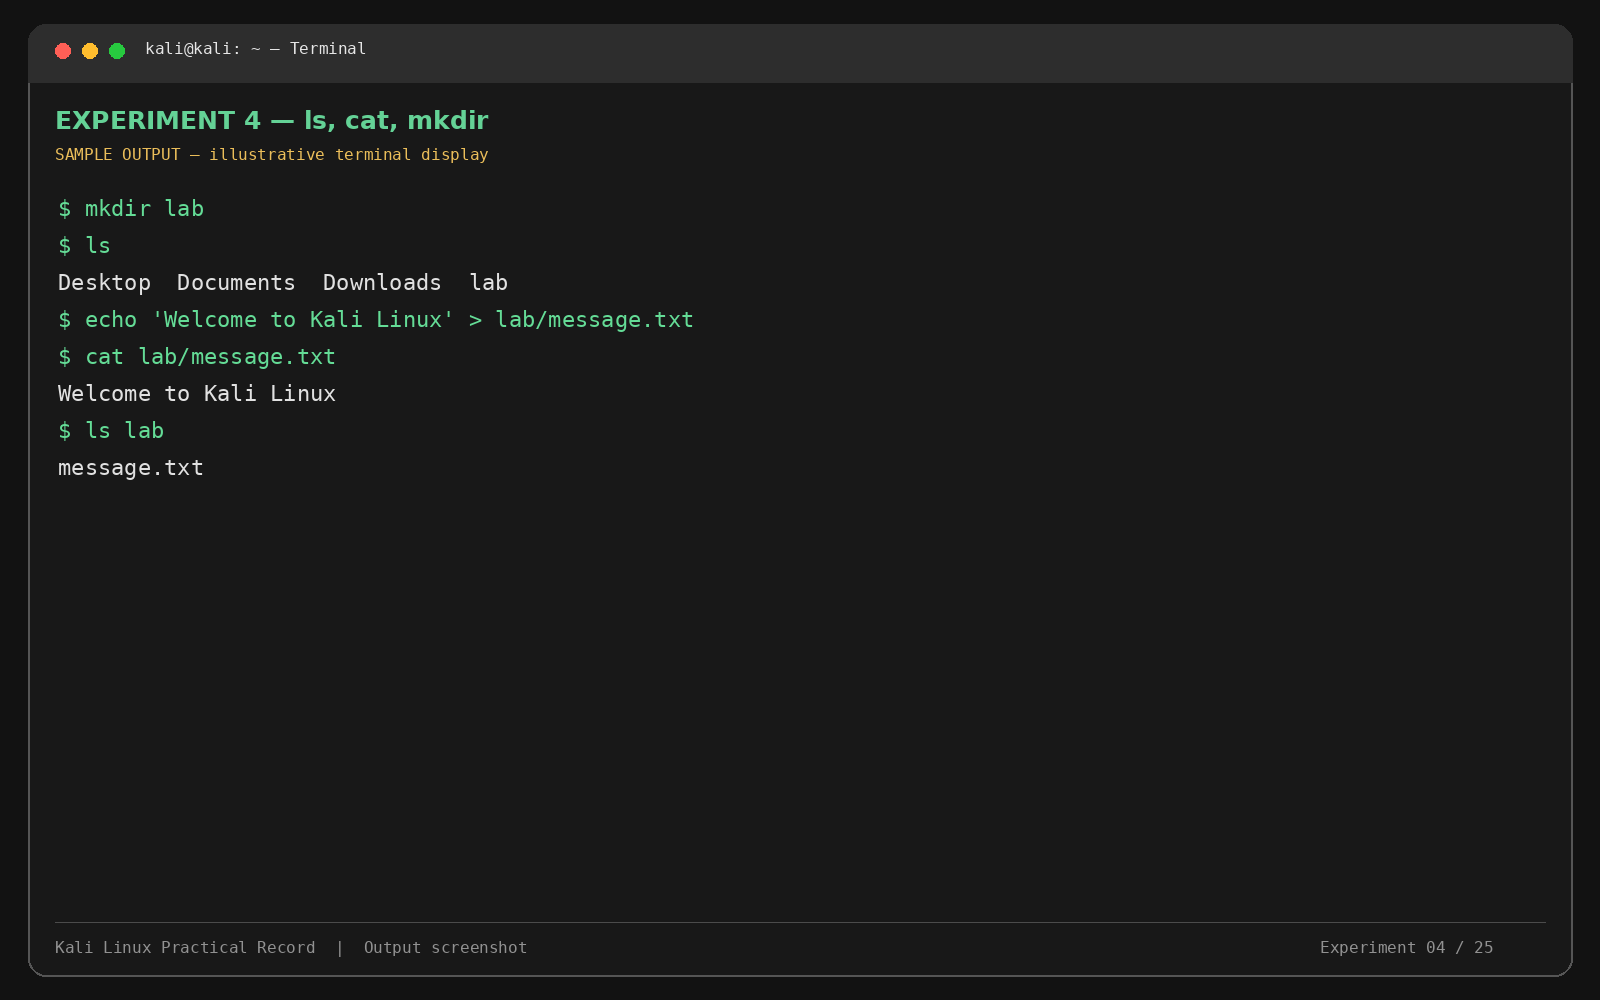 kali@kali: ~ — Terminal
EXPERIMENT 4 — ls, cat, mkdir
SAMPLE OUTPUT — illustrative terminal display
$ mkdir lab
$ ls
Desktop  Documents  Downloads  lab
$ echo 'Welcome to Kali Linux' > lab/message.txt
$ cat lab/message.txt
Welcome to Kali Linux
$ ls lab
message.txt
Kali Linux Practical Record  |  Output screenshot
Experiment 04 / 25